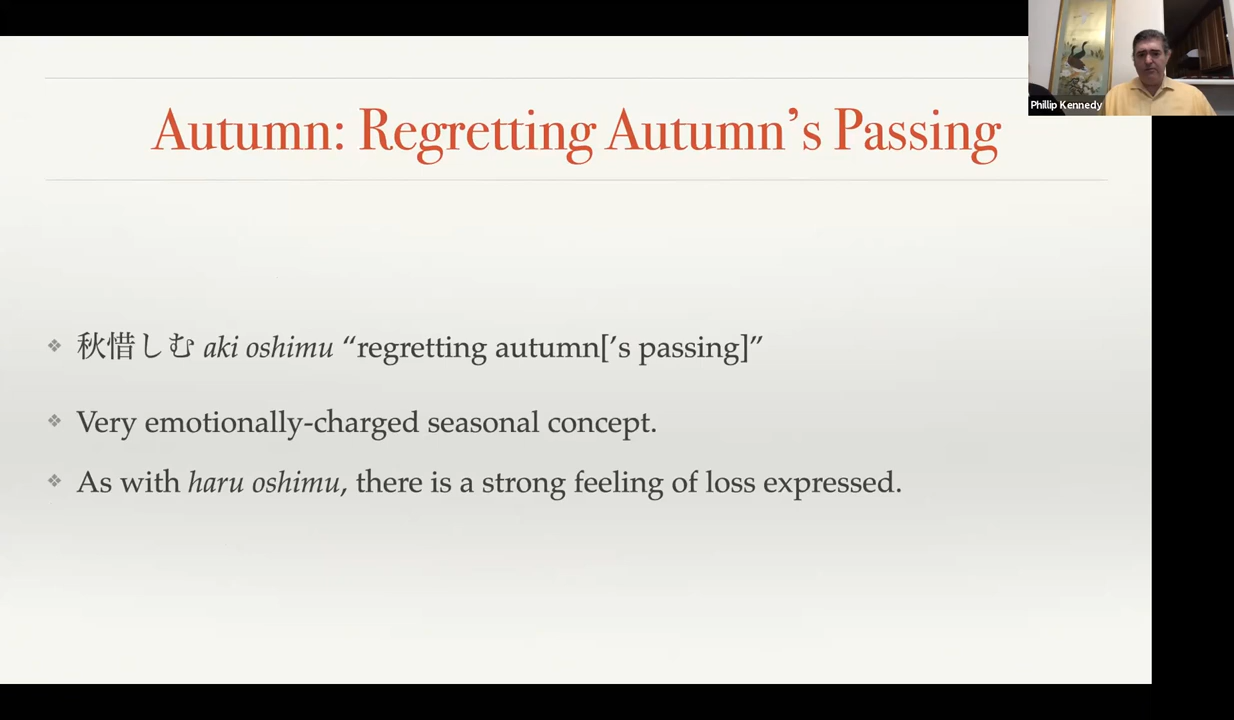 Autumn: Regretting Autumn’s Passing
Phillip Kennedy
❖ 秋惜しむ aki oshimu “regretting autumn[’s passing]”
❖ Very emotionally-charged seasonal concept.
❖ As with haru oshimu, there is a strong feeling of loss expressed.